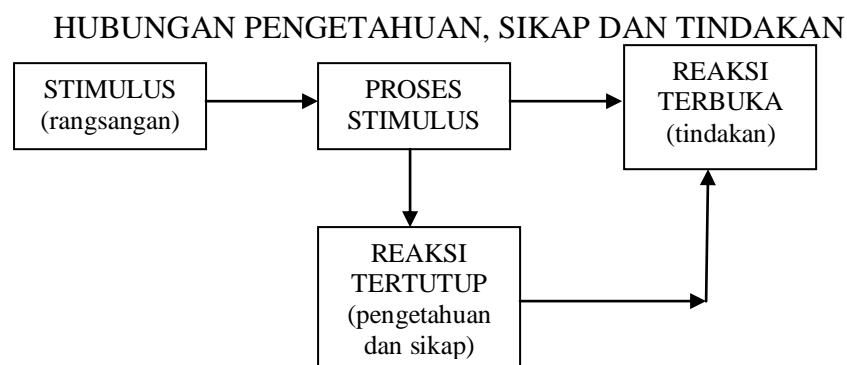 HUBUNGAN PENGETAHUAN, SIKAP DAN TINDAKAN
STIMULUS
(rangsangan)
PROSES
STIMULUS
REAKSI
TERBUKA
(tindakan)
REAKSI
TERTUTUP
(pengetahuan
dan sikap)